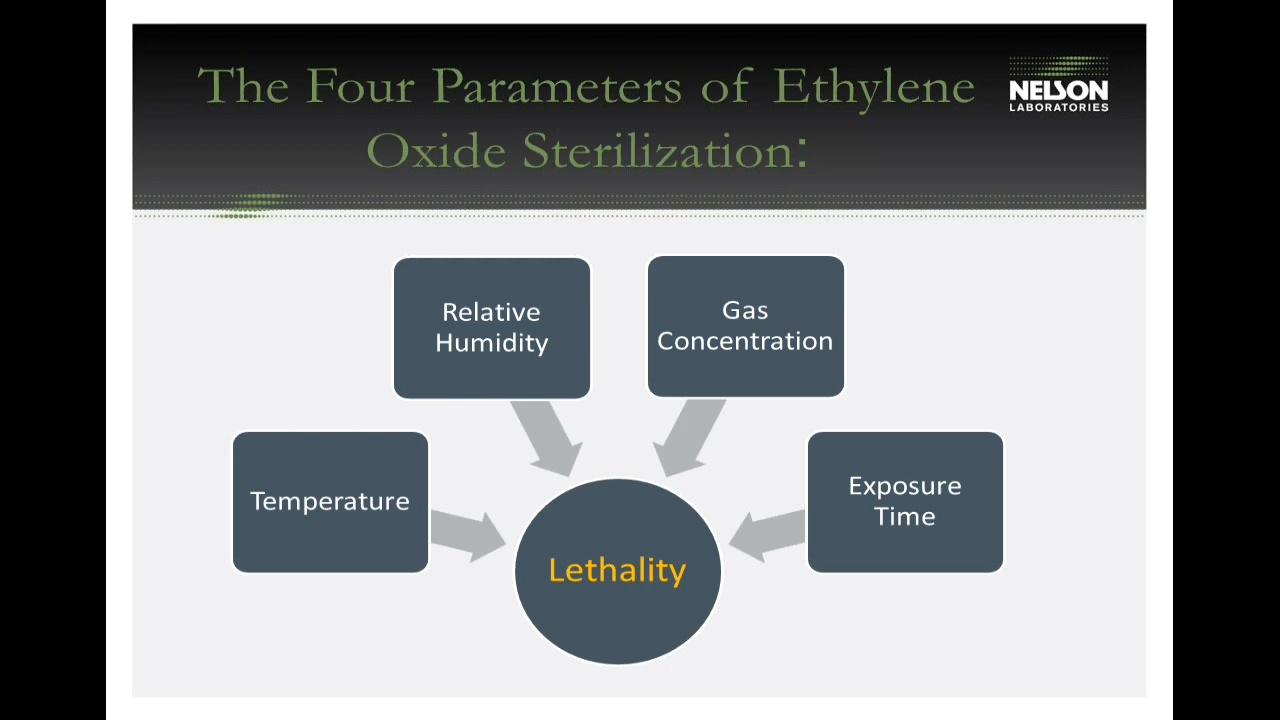 The Four Parameters of Ethylene
Oxide Sterilization:
NELSON
LABORATORIES
Relative
Humidity
Gas
Concentration
Temperature
Exposure
Time
Lethality